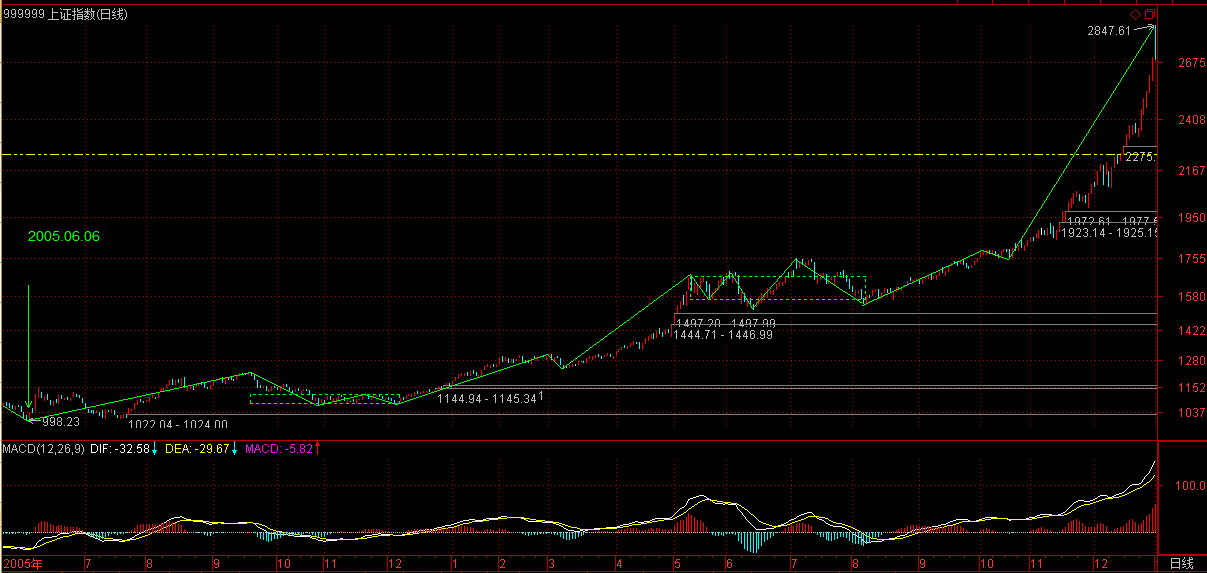 999999 上证指数(日线)
2847.61
2675
2408
2275.
2167
1972.61 - 1977.6
1950
1923.14 - 1925.15
2005.06.06
1755
1580
1497.20 - 1497.99
1422
1444.71 - 1446.99
1280
1152
1144.94 - 1145.34 1
1037
998.23
1022.04 - 1024.00
MACD(12,26,9) DIF: -32.58↓ DEA: -29.67↓ MACD: -5.82↑
100.0
2005年 7 8 9 10 11 12 1 2 3 4 5 6 7 8 9 10 11 12 日线